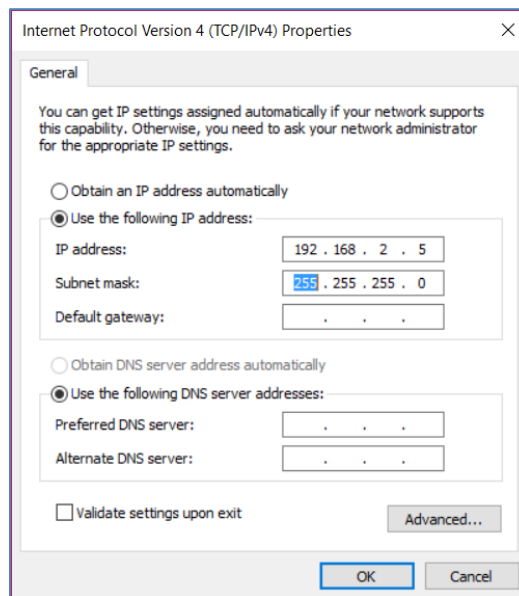 Internet Protocol Version 4 (TCP/IPv4) Properties
General
You can get IP settings assigned automatically if your network supports
this capability. Otherwise, you need to ask your network administrator
for the appropriate IP settings.
Obtain an IP address automatically
Use the following IP address:
IP address: 192 . 168 . 2 . 5
Subnet mask: 255 . 255 . 255 . 0
Default gateway: . . .
Obtain DNS server address automatically
Use the following DNS server addresses:
Preferred DNS server: . . .
Alternate DNS server: . . .
Validate settings upon exit
Advanced...
OK Cancel